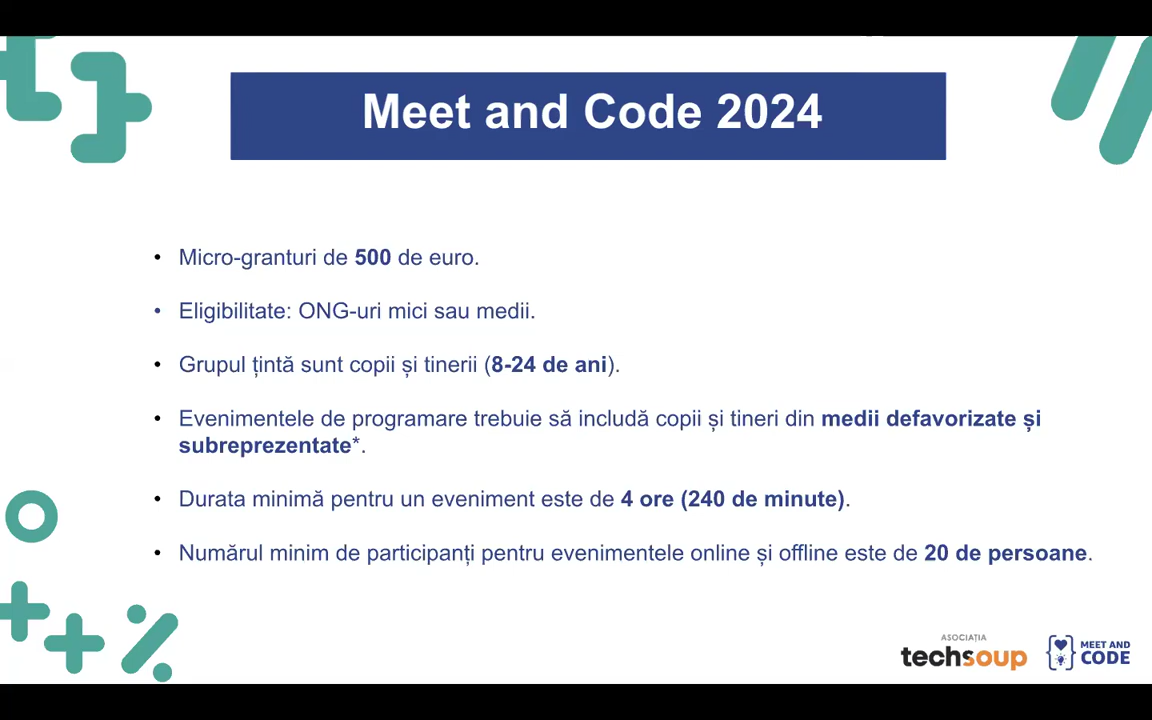 Meet and Code 2024
• Micro-granturi de 500 de euro.
• Eligibilitate: ONG-uri mici sau medii.
• Grupul țintă sunt copii și tinerii (8-24 de ani).
• Evenimentele de programare trebuie să includă copii și tineri din medii defavorizate și
subreprezentate*.
• Durata minimă pentru un eveniment este de 4 ore (240 de minute).
• Numărul minim de participanți pentru evenimentele online și offline este de 20 de persoane.
ASOCIAȚIA
techsoup
MEET AND
CODE